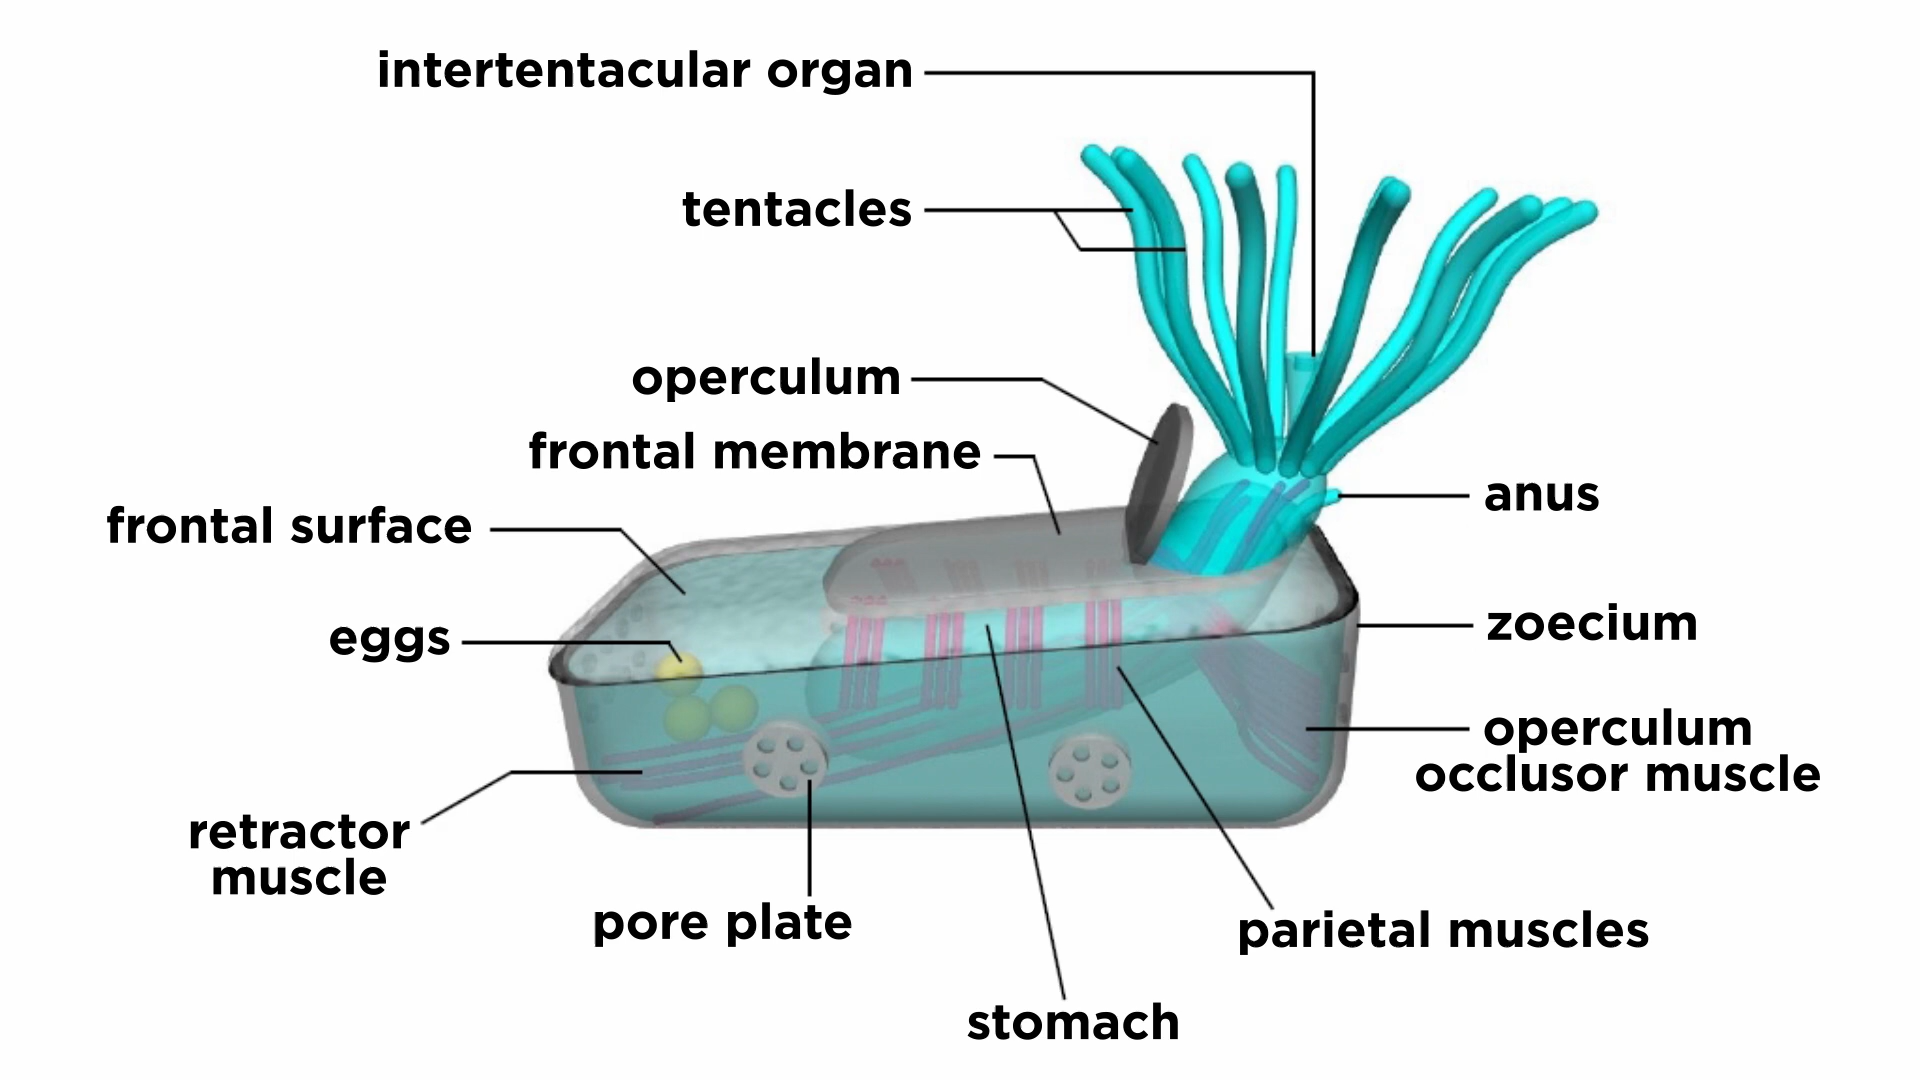 intertentacular organ
tentacles
operculum
frontal membrane
anus
frontal surface
zoecium
eggs
operculum
occlusor muscle
retractor
muscle
pore plate
parietal muscles
stomach